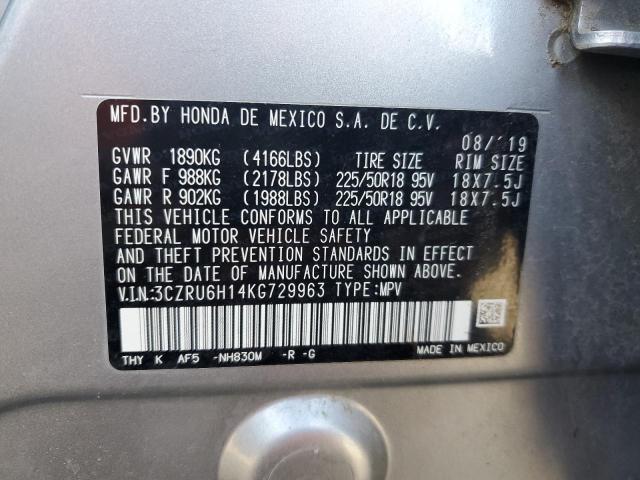 MFD.BY HONDA DE MEXICO S.A. DE C.V.
08/'19
GVWR 1890KG (4166LBS) TIRE SIZE RIM SIZE
GAWR F 988KG (2178LBS) 225/50R18 95V 18X7.5J
GAWR R 902KG (1988LBS) 225/50R18 95V 18X7.5J
THIS VEHICLE CONFORMS TO ALL APPLICABLE
FEDERAL MOTOR VEHICLE SAFETY
AND THEFT PREVENTION STANDARDS IN EFFECT
ON THE DATE OF MANUFACTURE SHOWN ABOVE.
V.I.N:3CZRU6H14KG729963 TYPE:MPV
THY K AF5 -NH830M -R -G MADE IN MEXICO